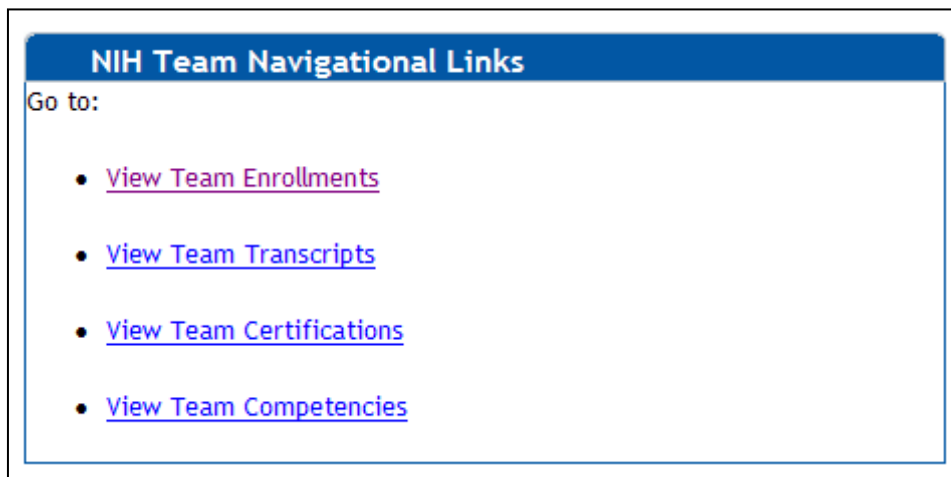 NIH Team Navigational Links
Go to:
• View Team Enrollments
• View Team Transcripts
• View Team Certifications
• View Team Competencies